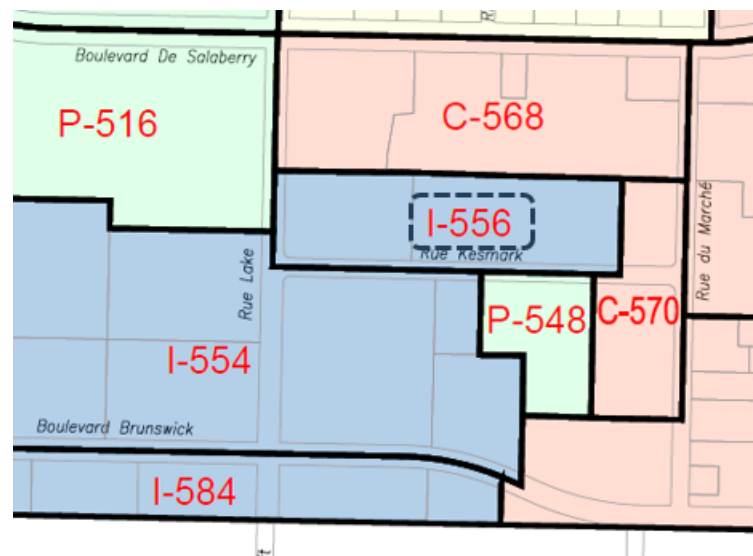 Boulevard De Salaberry
P-516
C-568
I-556
Rue Kesmark
Rue du Marché
Rue Lake
P-548
C-570
I-554
Boulevard Brunswick
I-584